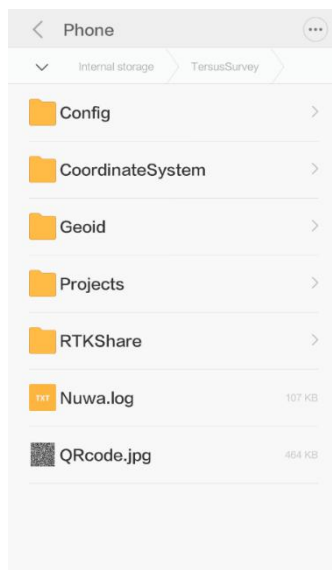 Phone
Internal storage TersusSurvey
Config
CoordinateSystem
Geoid
Projects
RTKShare
TXT Nuwa.log 107 KB
QRcode.jpg 464 KB